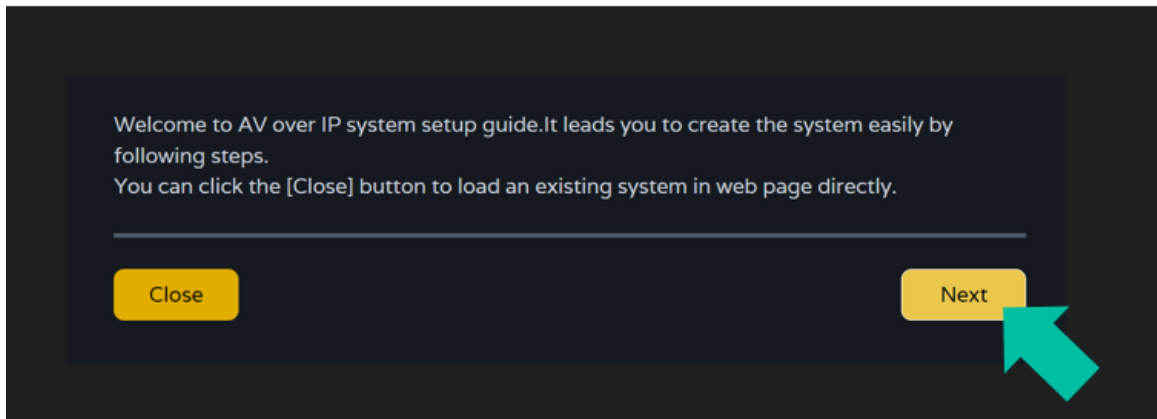 Welcome to AV over IP system setup guide.It leads you to create the system easily by
following steps.
You can click the [Close] button to load an existing system in web page directly.
Close
Next